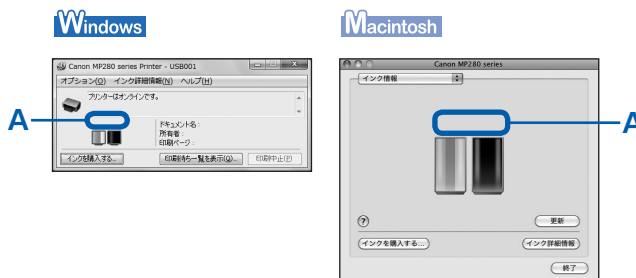 Windows
Canon MP280 series Printer - USB001
オプション(O) インク詳細情報(N) ヘルプ(H)
プリンターはオンラインです。
A
ドキュメント名:
所有者:
印刷ページ:
インクを購入する...
印刷待ち一覧を表示(Q)...
印刷中止(P)
Macintosh
Canon MP280 series
インク情報
A
?
更新
インクを購入する...
インク詳細情報
終了